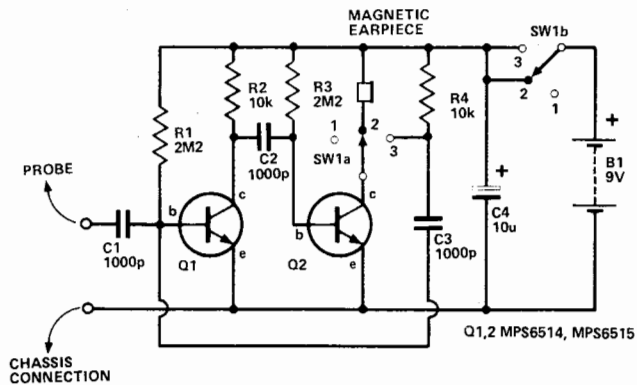 MAGNETIC
EARPIECE
SW1b
3
2
1
+
R2
10k
R3
2M2
R4
10k
R1
2M2
1
2
3
SW1a
C2
1000p
PROBE
+
B1
9V
c
c
b
b
C1
1000p
Q1
e
Q2
e
C3
1000p
C4
10u
Q1,2 MPS6514, MPS6515
CHASSIS
CONNECTION